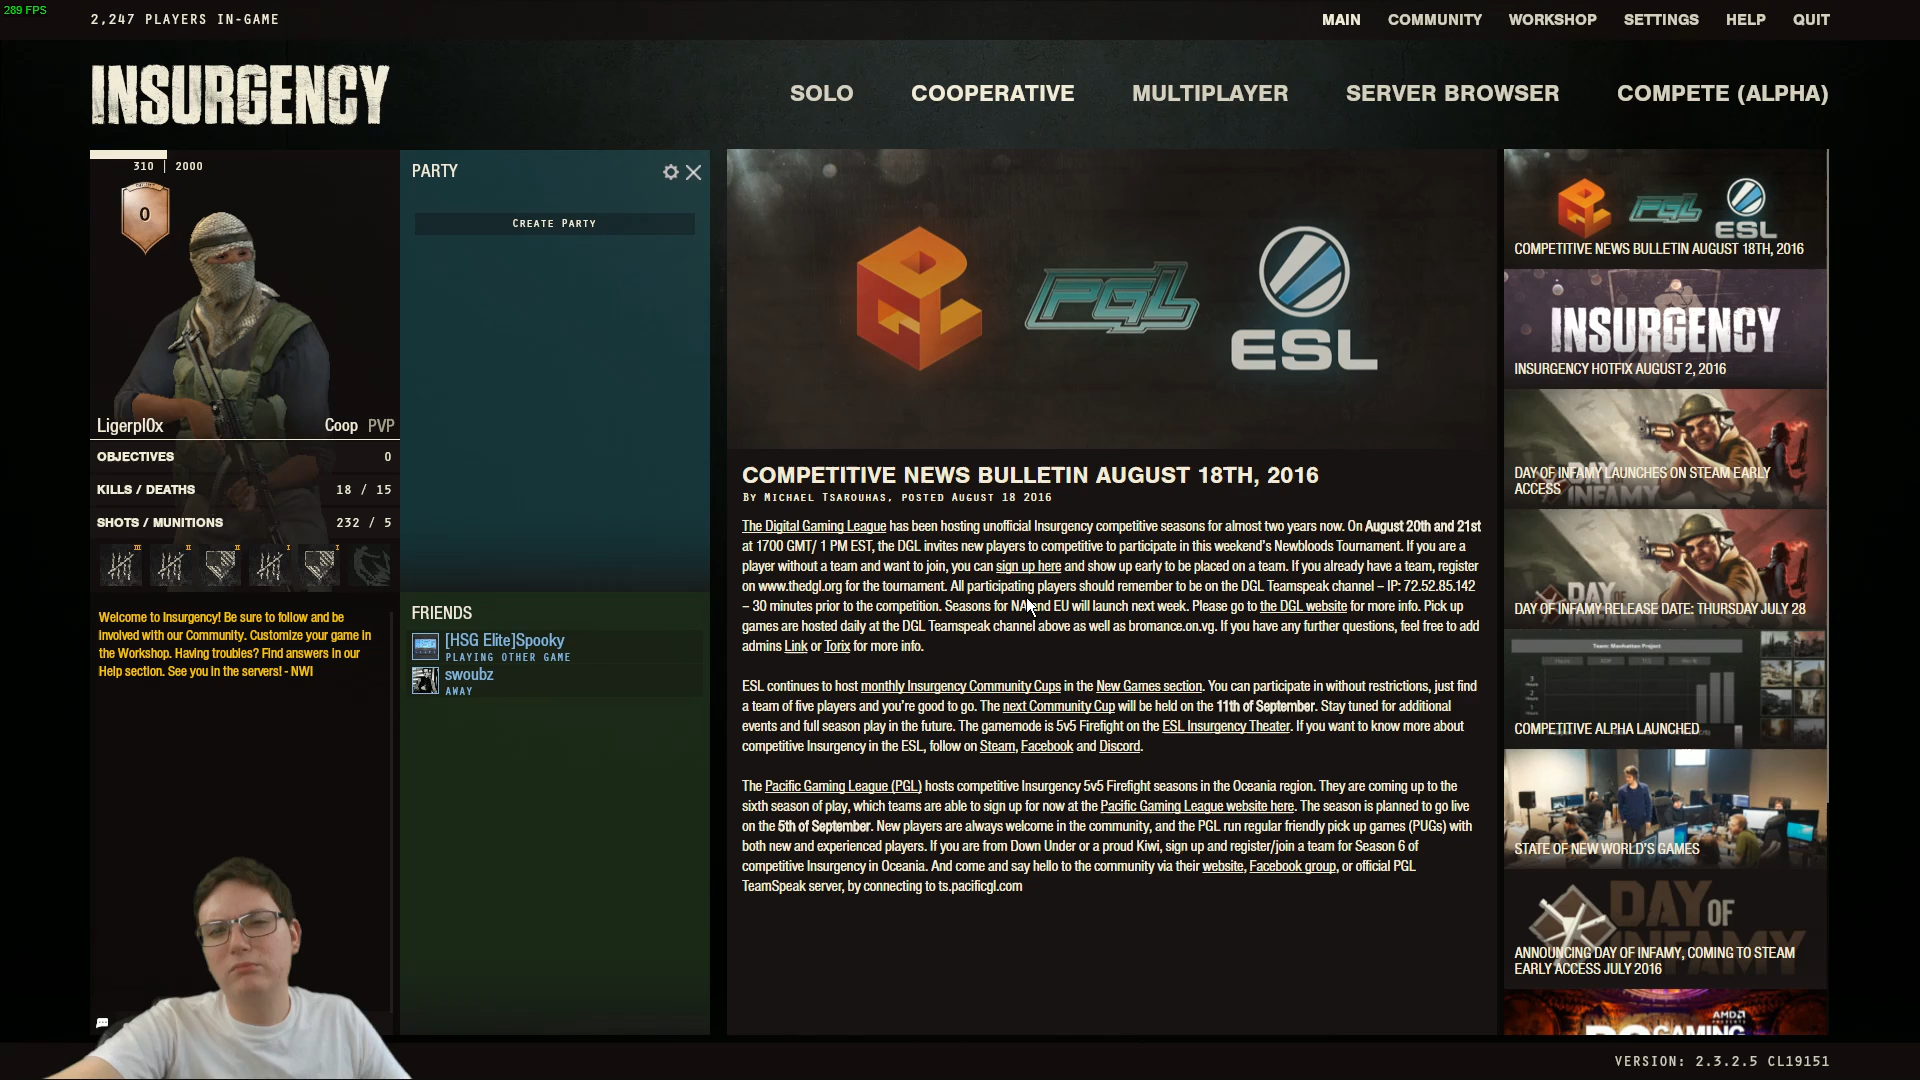 289 FPS
2,247 PLAYERS IN-GAME
MAIN COMMUNITY WORKSHOP SETTINGS HELP QUIT
INSURGENCY
SOLO COOPERATIVE MULTIPLAYER SERVER BROWSER COMPETE (ALPHA)
310 | 2000
0
Ligerpl0x Coop PVP
OBJECTIVES 0
KILLS / DEATHS 18 / 15
SHOTS / MUNITIONS 232 / 5
III II II I I
Welcome to Insurgency! Be sure to follow and be
involved with our Community. Customize your game in
the Workshop. Having troubles? Find answers in our
Help section. See you in the servers! - NWI
PARTY
CREATE PARTY
FRIENDS
[HSG Elite]Spooky
PLAYING OTHER GAME
swoubz
AWAY
PGL
ESL
COMPETITIVE NEWS BULLETIN AUGUST 18TH, 2016
BY MICHAEL TSAROUHAS, POSTED AUGUST 18 2016
The Digital Gaming League has been hosting unofficial Insurgency competitive seasons for almost two years now. On August 20th and 21st
at 1700 GMT/ 1 PM EST, the DGL invites new players to competitive to participate in this weekend's Newbloods Tournament. If you are a
player without a team and want to join, you can sign up here and show up early to be placed on a team. If you already have a team, register
on www.thedgl.org for the tournament. All participating players should remember to be on the DGL Teamspeak channel – IP: 72.52.85.142
– 30 minutes prior to the competition. Seasons for NA and EU will launch next week. Please go to the DGL website for more info. Pick up
games are hosted daily at the DGL Teamspeak channel above as well as bromance.on.vg. If you have any further questions, feel free to add
admins Link or Torix for more info.
ESL continues to host monthly Insurgency Community Cups in the New Games section. You can participate in without restrictions, just find
a team of five players and you're good to go. The next Community Cup will be held on the 11th of September. Stay tuned for additional
events and full season play in the future. The gamemode is 5v5 Firefight on the ESL Insurgency Theater. If you want to know more about
competitive Insurgency in the ESL, follow on Steam, Facebook and Discord.
The Pacific Gaming League (PGL) hosts competitive Insurgency 5v5 Firefight seasons in the Oceania region. They are coming up to the
sixth season of play, which teams are able to sign up for now at the Pacific Gaming League website here. The season is planned to go live
on the 5th of September. New players are always welcome in the community, and the PGL run regular friendly pick up games (PUGs) with
both new and experienced players. If you are from Down Under or a proud Kiwi, sign up and register/join a team for Season 6 of
competitive Insurgency in Oceania. And come and say hello to the community via their website, Facebook group, or official PGL
TeamSpeak server, by connecting to ts.pacificgl.com
PGL
ESL
COMPETITIVE NEWS BULLETIN AUGUST 18TH, 2016
INSURGENCY
INSURGENCY HOTFIX AUGUST 2, 2016
DAY OF INFAMY
DAY OF INFAMY LAUNCHES ON STEAM EARLY
ACCESS
DAY OF INFAMY
DAY OF INFAMY RELEASE DATE: THURSDAY JULY 28
Team: Manhattan Project
COMPETITIVE ALPHA LAUNCHED
STATE OF NEW WORLD'S GAMES
DAY OF INFAMY
ANNOUNCING DAY OF INFAMY, COMING TO STEAM
EARLY ACCESS JULY 2016
AMD
PRESENTS
PC GAMING
VERSION: 2.3.2.5 CL19151